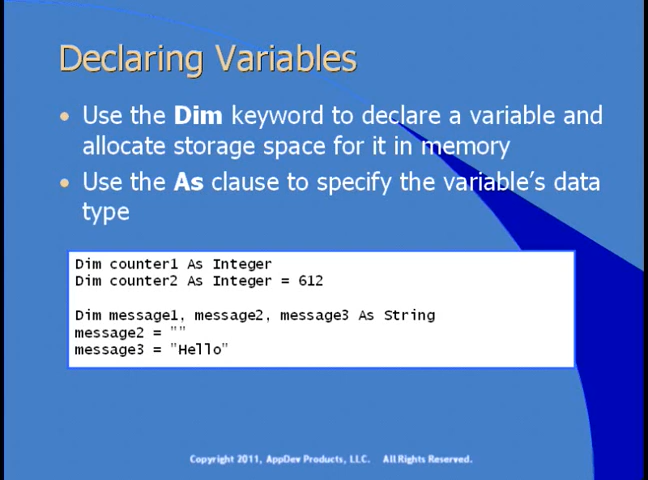 Declaring Variables
• Use the Dim keyword to declare a variable and
allocate storage space for it in memory
• Use the As clause to specify the variable's data
type
Dim counter1 As Integer
Dim counter2 As Integer = 612
Dim message1, message2, message3 As String
message2 = ""
message3 = "Hello"
Copyright 2011, AppDev Products, LLC. All Rights Reserved.